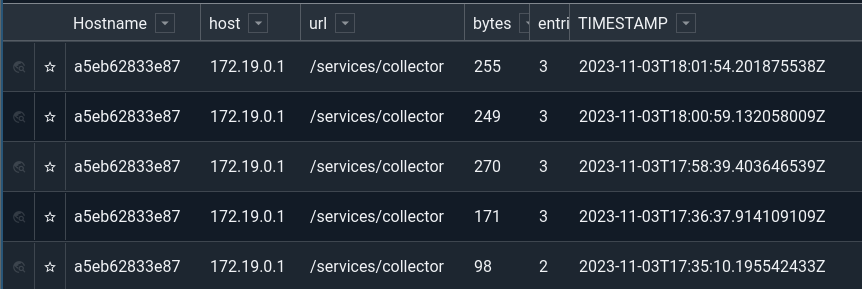 Hostname host url bytes entri TIMESTAMP
a5eb62833e87 172.19.0.1 /services/collector 255 3 2023-11-03T18:01:54.201875538Z
a5eb62833e87 172.19.0.1 /services/collector 249 3 2023-11-03T18:00:59.132058009Z
a5eb62833e87 172.19.0.1 /services/collector 270 3 2023-11-03T17:58:39.403646539Z
a5eb62833e87 172.19.0.1 /services/collector 171 3 2023-11-03T17:36:37.914109109Z
a5eb62833e87 172.19.0.1 /services/collector 98 2 2023-11-03T17:35:10.195542433Z